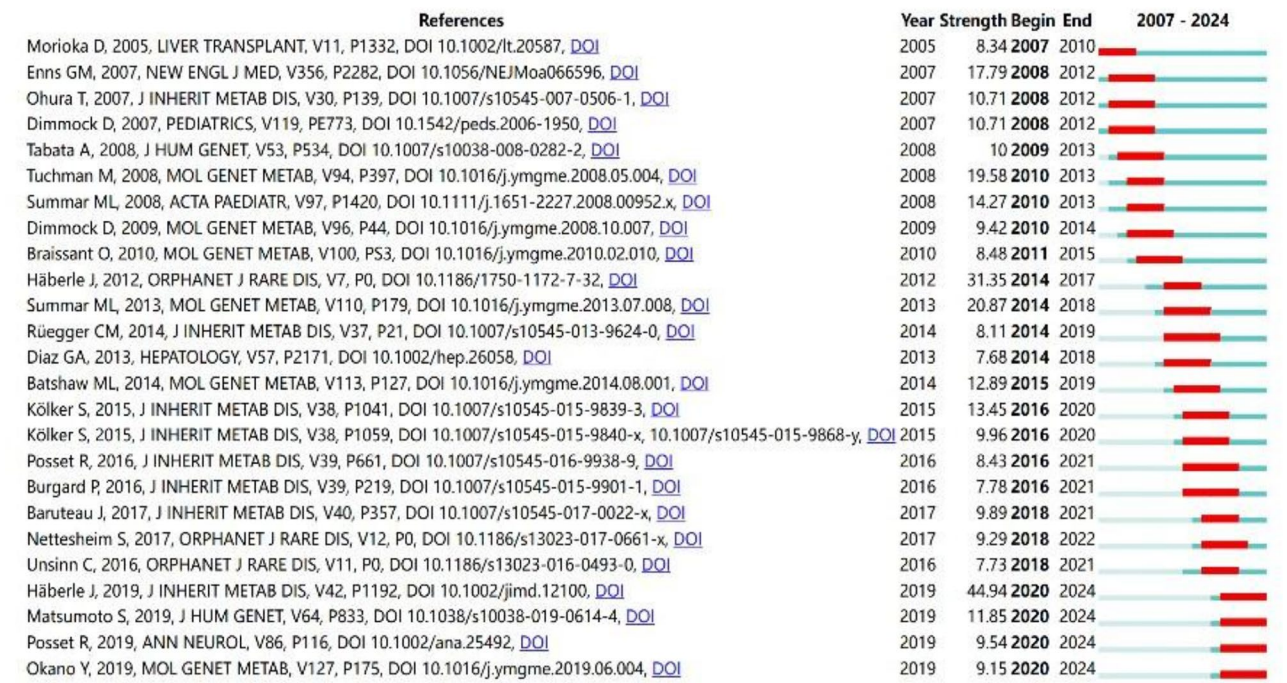 References Year Strength Begin End 2007 - 2024
Morioka D, 2005, LIVER TRANSPLANT, V11, P1332, DOI 10.1002/lt.20587, DOI 2005 8.34 2007 2010
Enns GM, 2007, NEW ENGL J MED, V356, P2282, DOI 10.1056/NEJMoa066596, DOI 2007 17.79 2008 2012
Ohura T, 2007, J INHERIT METAB DIS, V30, P139, DOI 10.1007/s10545-007-0506-1, DOI 2007 10.71 2008 2012
Dimmock D, 2007, PEDIATRICS, V119, PE773, DOI 10.1542/peds.2006-1950, DOI 2007 10.71 2008 2012
Tabata A, 2008, J HUM GENET, V53, P534, DOI 10.1007/s10038-008-0282-2, DOI 2008 10 2009 2013
Tuchman M, 2008, MOL GENET METAB, V94, P397, DOI 10.1016/j.ymgme.2008.05.004, DOI 2008 19.58 2010 2013
Summar ML, 2008, ACTA PAEDIATR, V97, P1420, DOI 10.1111/j.1651-2227.2008.00952.x, DOI 2008 14.27 2010 2013
Dimmock D, 2009, MOL GENET METAB, V96, P44, DOI 10.1016/j.ymgme.2008.10.007, DOI 2009 9.42 2010 2014
Braissant O, 2010, MOL GENET METAB, V100, PS3, DOI 10.1016/j.ymgme.2010.02.010, DOI 2010 8.48 2011 2015
Häberle J, 2012, ORPHANET J RARE DIS, V7, P0, DOI 10.1186/1750-1172-7-32, DOI 2012 31.35 2014 2017
Summar ML, 2013, MOL GENET METAB, V110, P179, DOI 10.1016/j.ymgme.2013.07.008, DOI 2013 20.87 2014 2018
Rüegger CM, 2014, J INHERIT METAB DIS, V37, P21, DOI 10.1007/s10545-013-9624-0, DOI 2014 8.11 2014 2019
Diaz GA, 2013, HEPATOLOGY, V57, P2171, DOI 10.1002/hep.26058, DOI 2013 7.68 2014 2018
Batshaw ML, 2014, MOL GENET METAB, V113, P127, DOI 10.1016/j.ymgme.2014.08.001, DOI 2014 12.89 2015 2019
Kölker S, 2015, J INHERIT METAB DIS, V38, P1041, DOI 10.1007/s10545-015-9839-3, DOI 2015 13.45 2016 2020
Kölker S, 2015, J INHERIT METAB DIS, V38, P1059, DOI 10.1007/s10545-015-9840-x, 10.1007/s10545-015-9868-y, DOI 2015 9.96 2016 2020
Posset R, 2016, J INHERIT METAB DIS, V39, P661, DOI 10.1007/s10545-016-9938-9, DOI 2016 8.43 2016 2021
Burgard P, 2016, J INHERIT METAB DIS, V39, P219, DOI 10.1007/s10545-015-9901-1, DOI 2016 7.78 2016 2021
Baruteau J, 2017, J INHERIT METAB DIS, V40, P357, DOI 10.1007/s10545-017-0022-x, DOI 2017 9.89 2018 2021
Nettesheim S, 2017, ORPHANET J RARE DIS, V12, P0, DOI 10.1186/s13023-017-0661-x, DOI 2017 9.29 2018 2022
Unsinn C, 2016, ORPHANET J RARE DIS, V11, P0, DOI 10.1186/s13023-016-0493-0, DOI 2016 7.73 2018 2021
Häberle J, 2019, J INHERIT METAB DIS, V42, P1192, DOI 10.1002/jimd.12100, DOI 2019 44.94 2020 2024
Matsumoto S, 2019, J HUM GENET, V64, P833, DOI 10.1038/s10038-019-0614-4, DOI 2019 11.85 2020 2024
Posset R, 2019, ANN NEUROL, V86, P116, DOI 10.1002/ana.25492, DOI 2019 9.54 2020 2024
Okano Y, 2019, MOL GENET METAB, V127, P175, DOI 10.1016/j.ymgme.2019.06.004, DOI 2019 9.15 2020 2024